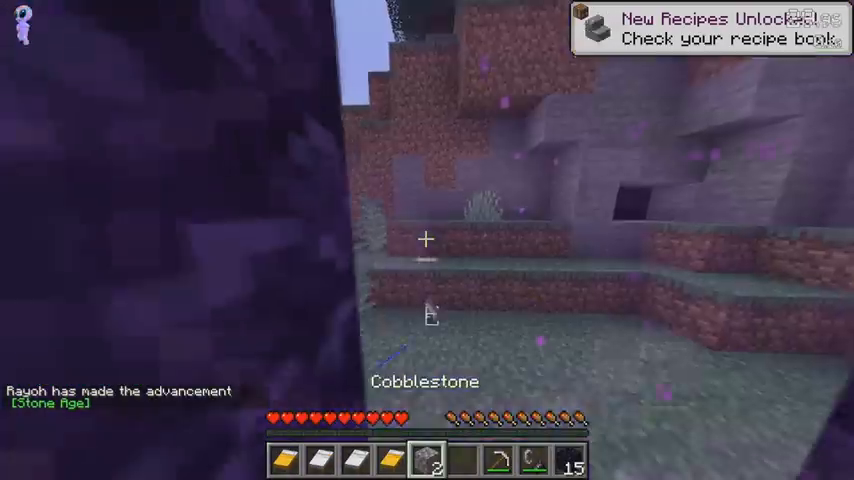 New Recipes Unlocked!
Check your recipe book
Cobblestone
Rayoh has made the advancement
[Stone Age]
2
15